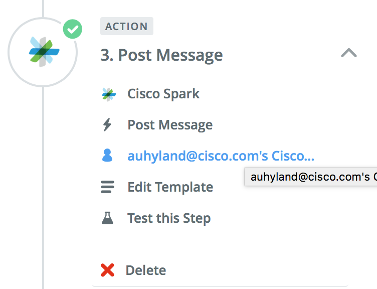 ACTION
3. Post Message
Cisco Spark
Post Message
auhyland@cisco.com's Cisco...
auhyland@cisco.com's C
Edit Template
Test this Step
Delete